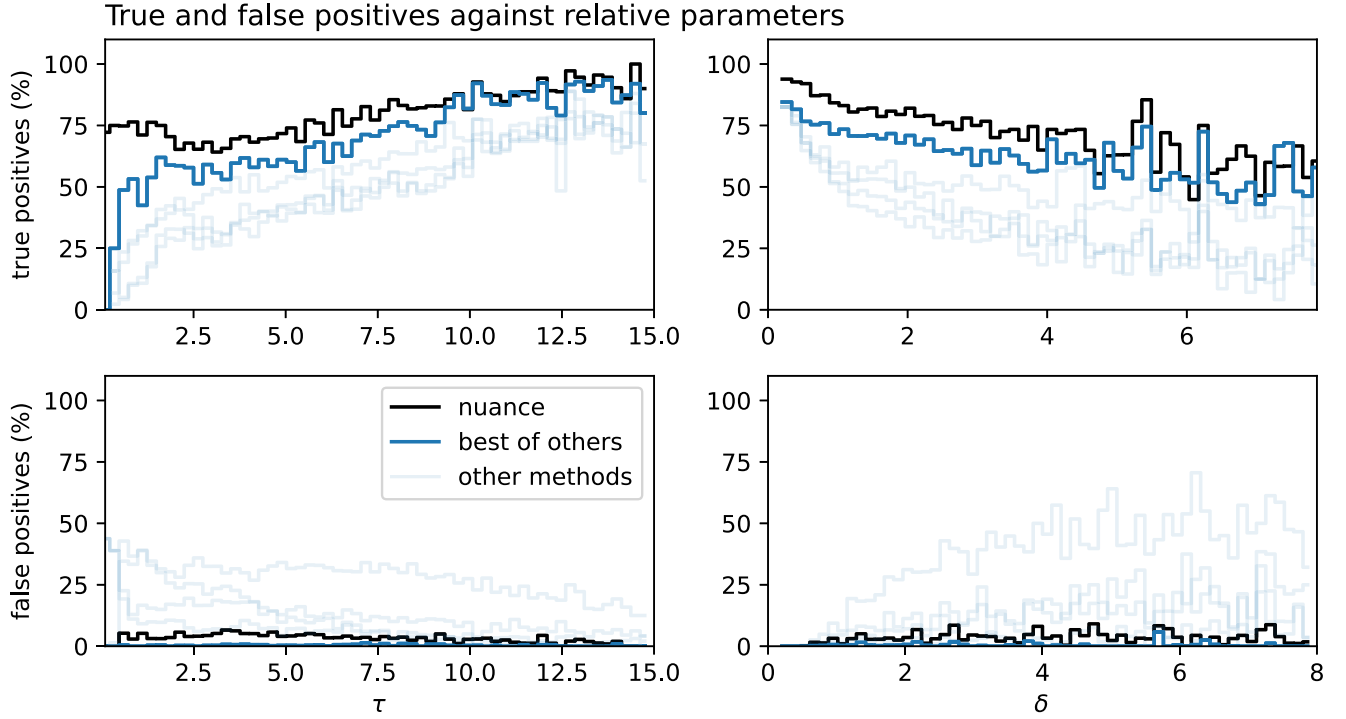 True and false positives against relative parameters
true positives (%)
100
75
50
25
0
2.5 5.0 7.5 10.0 12.5 15.0
100
75
50
25
0
0 2 4 6
false positives (%)
100
75
50
25
0
nuance
best of others
other methods
2.5 5.0 7.5 10.0 12.5 15.0
τ
100
75
50
25
0
0 2 4 6 8
δ